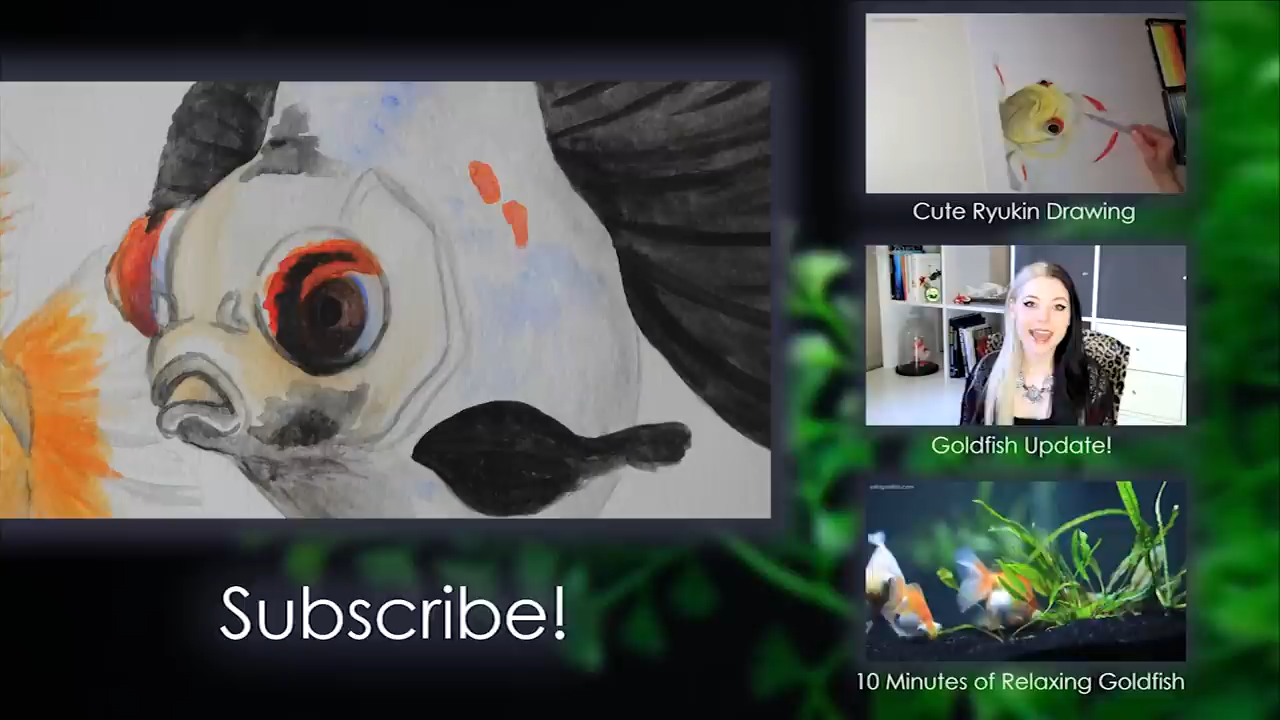 Cute Ryukin Drawing
Goldfish Update!
Subscribe!
10 Minutes of Relaxing Goldfish